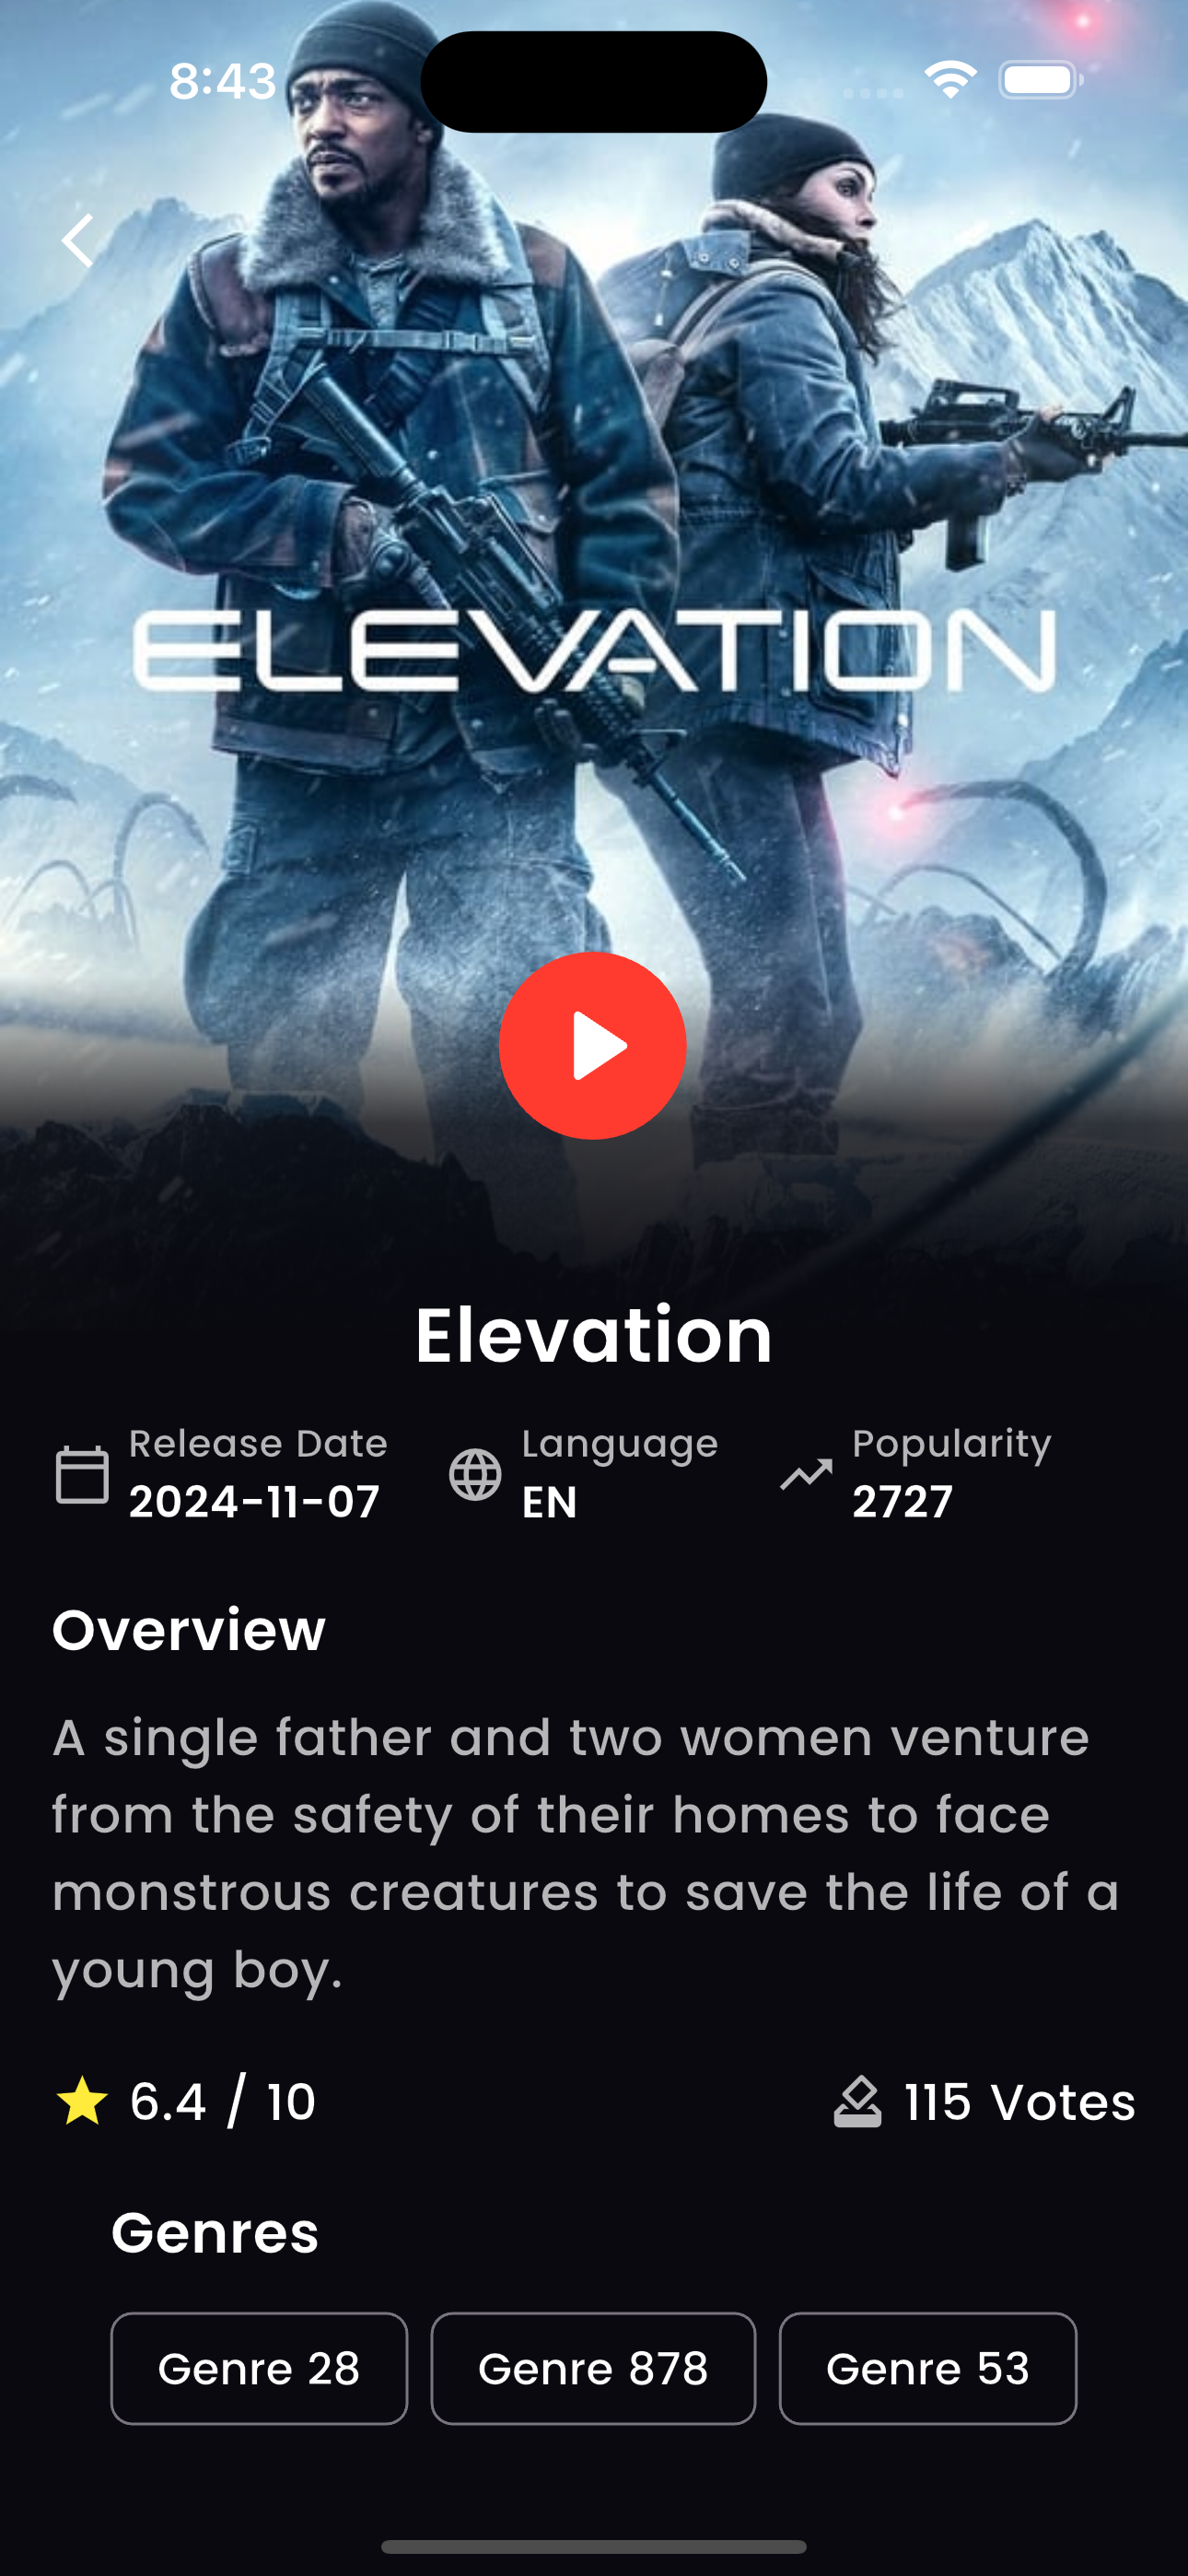 8:43
ELEVATION
Elevation
Release Date
2024-11-07
Language
EN
Popularity
2727
Overview
A single father and two women venture
from the safety of their homes to face
monstrous creatures to save the life of a
young boy.
6.4 / 10
115 Votes
Genres
Genre 28
Genre 878
Genre 53